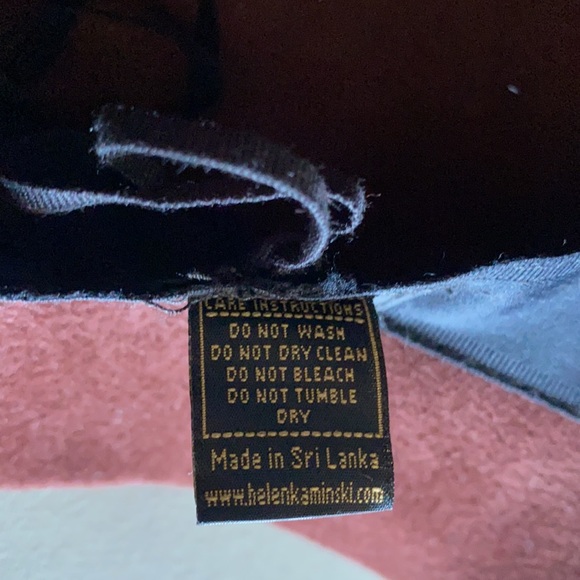 CARE INSTRUCTIONS
DO NOT WASH
DO NOT DRY CLEAN
DO NOT BLEACH
DO NOT TUMBLE
DRY
Made in Sri Lanka
www.helenkaminski.com